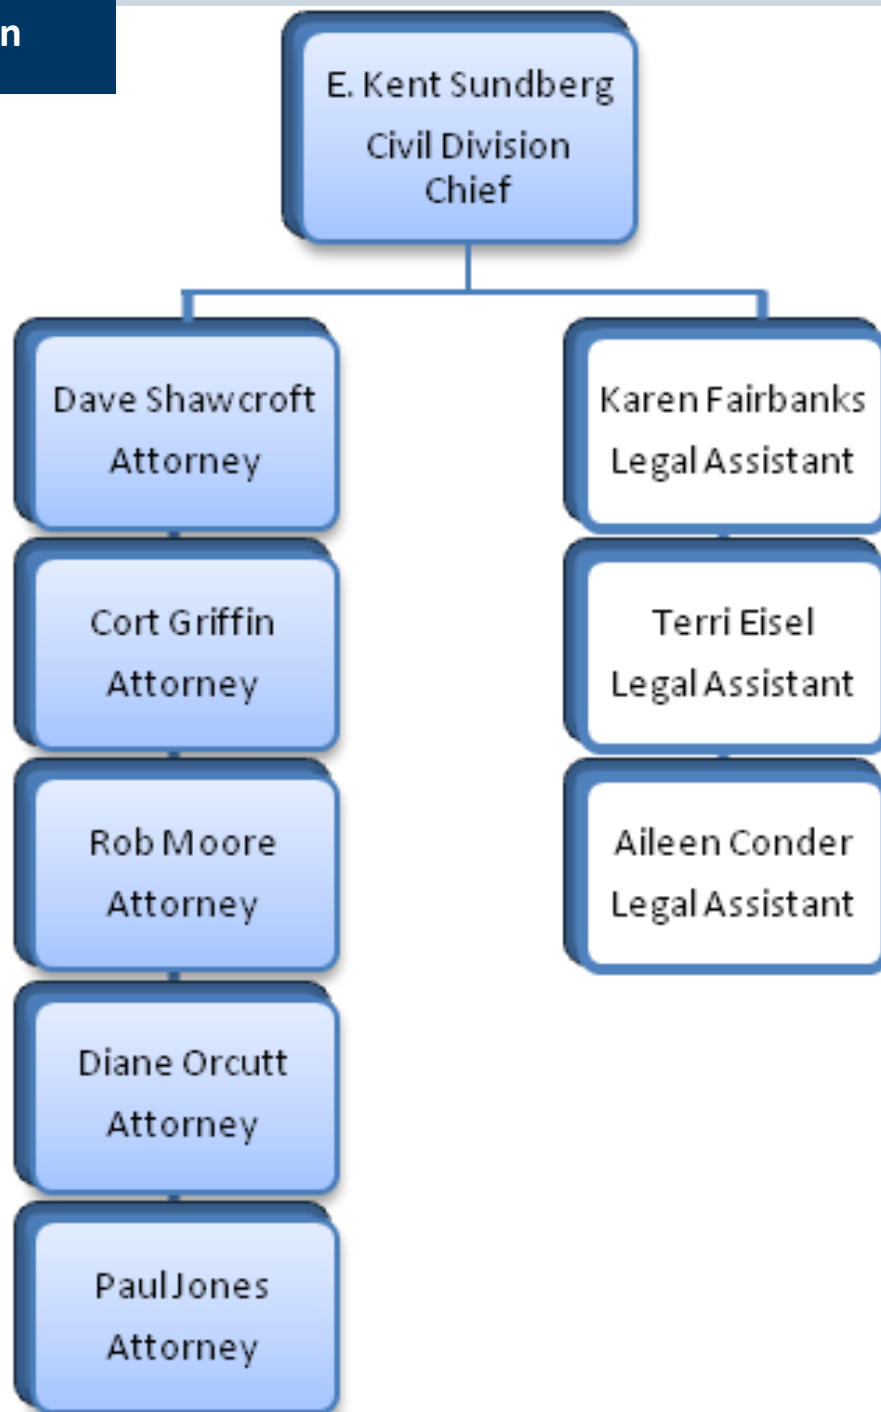 n
E. Kent Sundberg
Civil Division
Chief
Dave Shawcroft
Attorney
Karen Fairbanks
Legal Assistant
Cort Griffin
Attorney
Terri Eisel
Legal Assistant
Rob Moore
Attorney
Aileen Conder
Legal Assistant
Diane Orcutt
Attorney
Paul Jones
Attorney